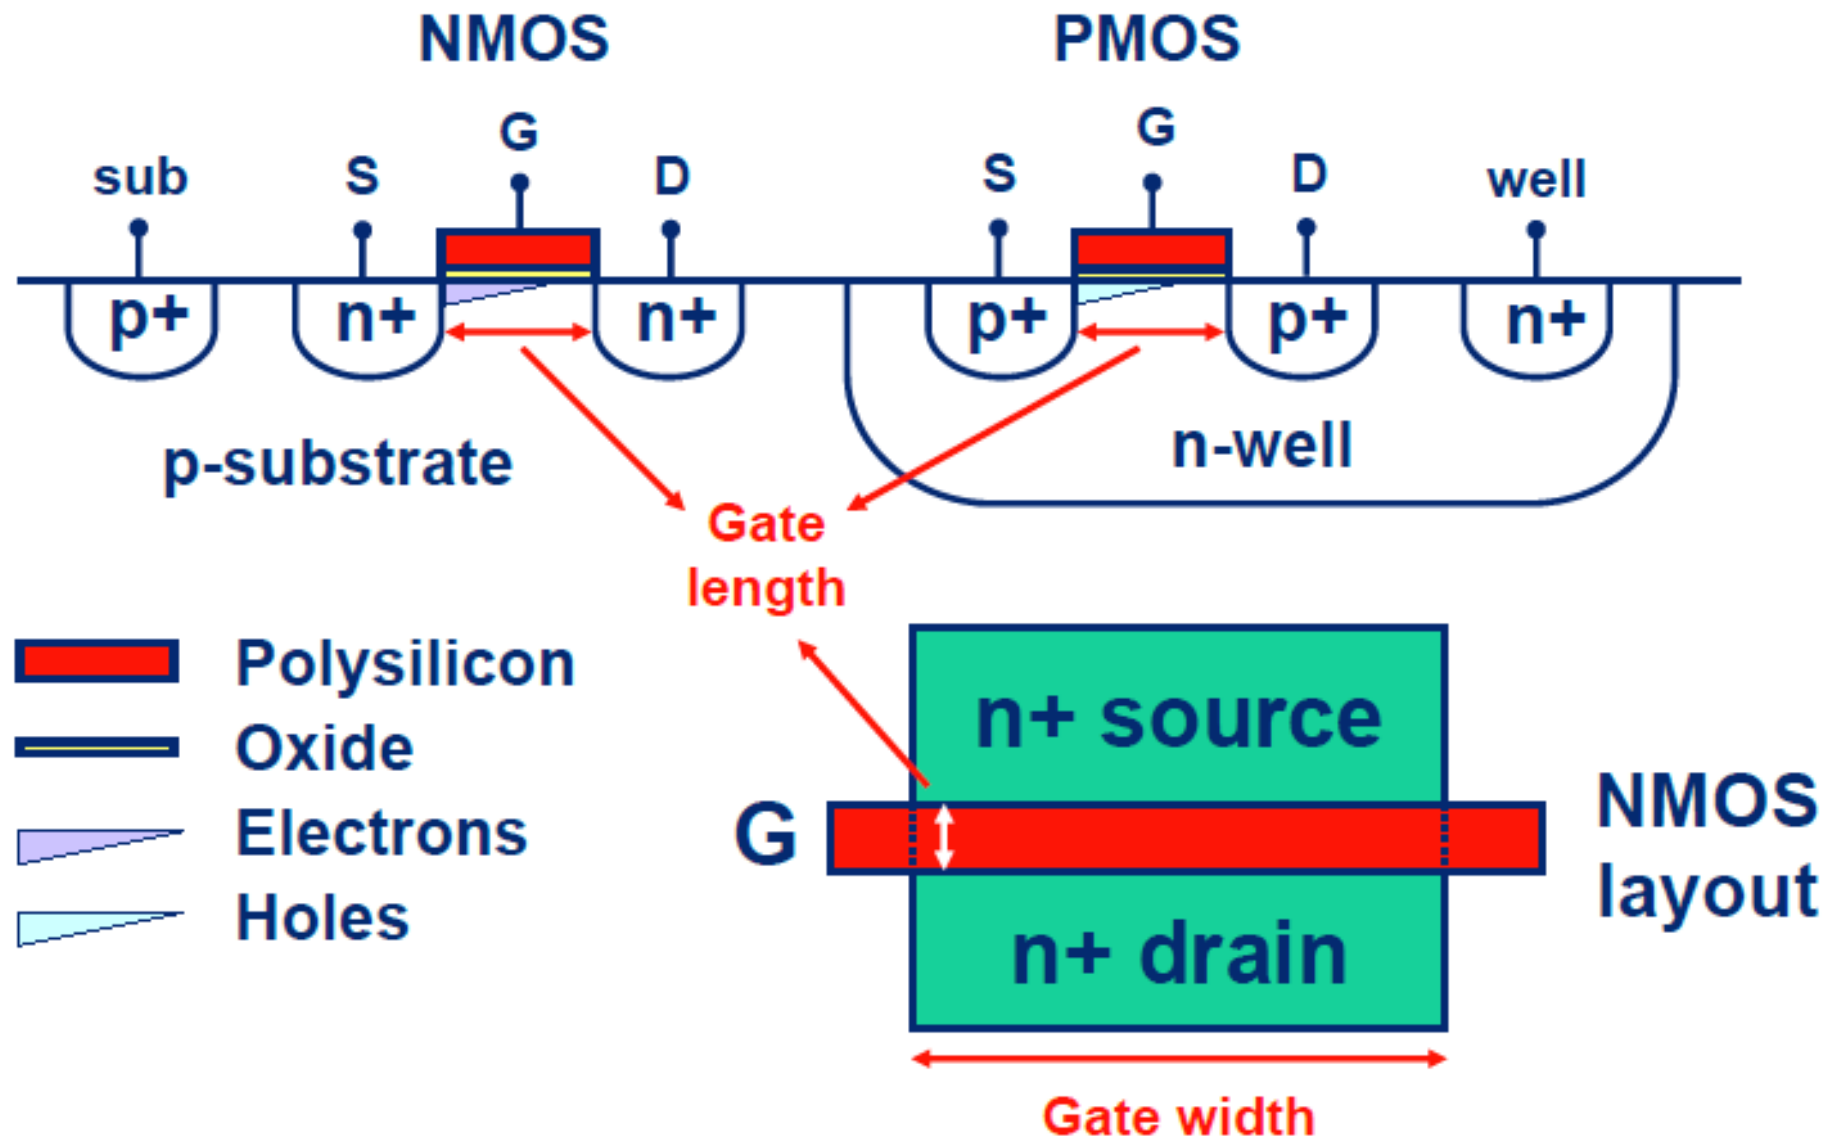 NMOS
PMOS
sub
S
G
D
S
G
D
well
p+
n+
n+
p+
p+
n+
p-substrate
n-well
Gate
length
Polysilicon
Oxide
Electrons
Holes
n+ source
G
n+ drain
NMOS
layout
Gate width